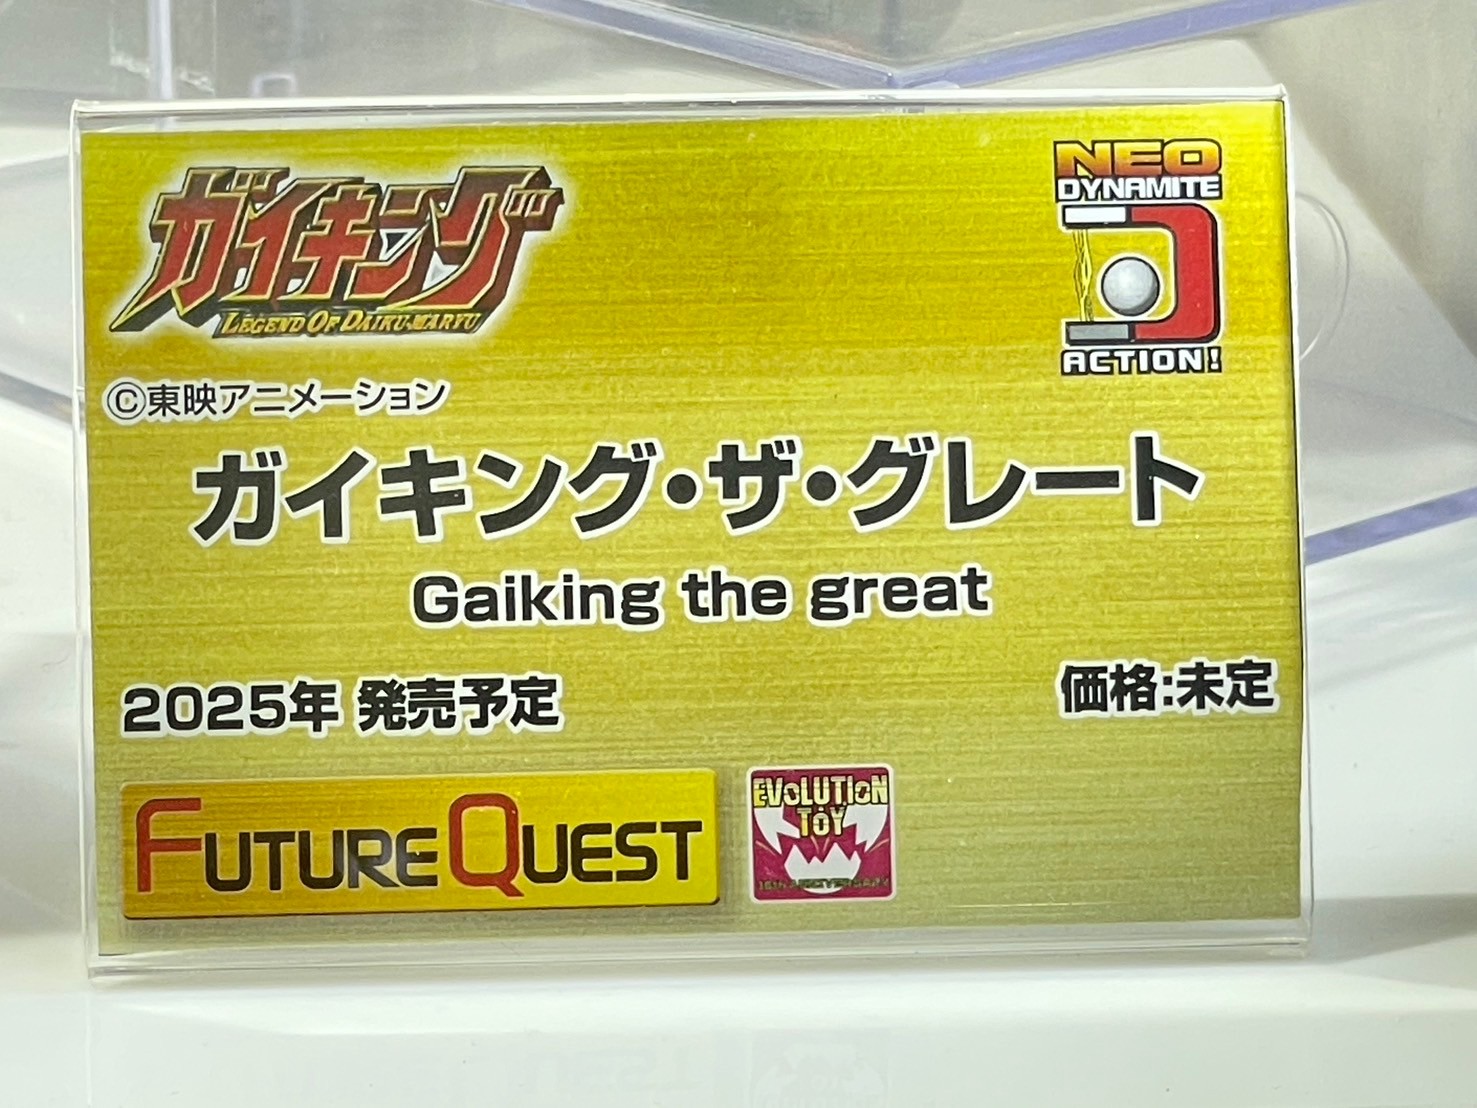 ガイキング
LEGEND OF DAIKU-MARYU
NEO
DYNAMITE
ACTION!
©東映アニメーション
ガイキング・ザ・グレート
Gaiking the great
2025年 発売予定
価格:未定
FUTURE QUEST
EVOLUTION
TOY
ANNIVERSARY